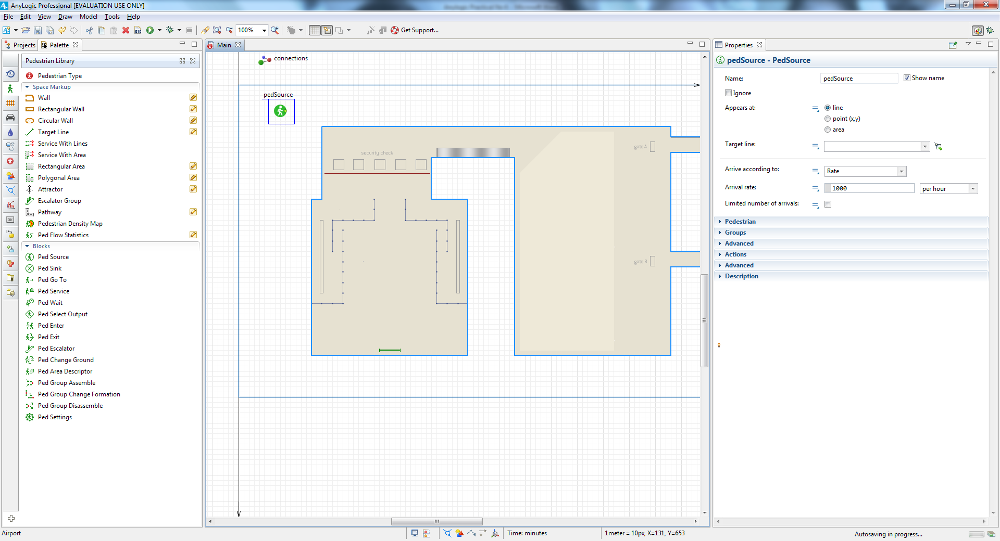 AnyLogic Professional [EVALUATION USE ONLY]
File Edit View Draw Model Tools Help
100% Get Support...
Projects Palette
Pedestrian Library
Pedestrian Type
Space Markup
Wall
Rectangular Wall
Circular Wall
Target Line
Service With Lines
Service With Area
Rectangular Area
Polygonal Area
Attractor
Escalator Group
Pathway
Pedestrian Density Map
Ped Flow Statistics
Blocks
Ped Source
Ped Sink
Ped Go To
Ped Service
Ped Wait
Ped Select Output
Ped Enter
Ped Exit
Ped Escalator
Ped Change Ground
Ped Area Descriptor
Ped Group Assemble
Ped Group Change Formation
Ped Group Disassemble
Ped Settings
Main
connections
pedSource
security check
gate A
gate B
Properties
pedSource - PedSource
Name: pedSource Show name
Ignore
Appears at: line
point (x,y)
area
Target line:
Arrive according to: Rate
Arrival rate: 1000 per hour
Limited number of arrivals:
Pedestrian
Groups
Advanced
Actions
Advanced
Description
Airport Time: minutes 1meter = 10px, X=131, Y=653 Autosaving in progress...